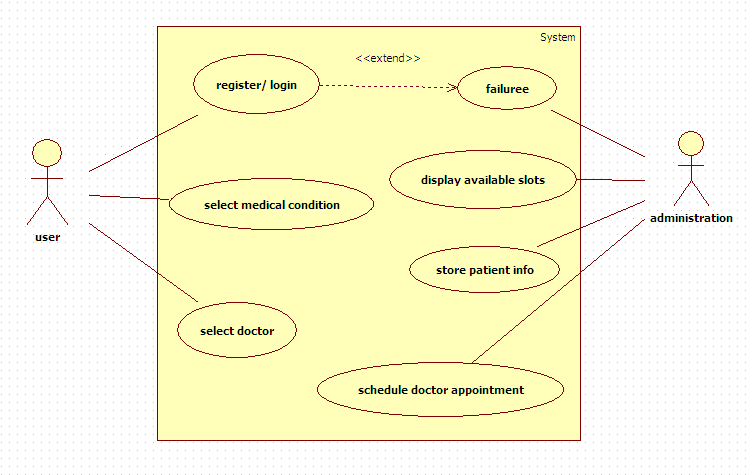 System
<<extend>>
register/ login
failuree
display available slots
select medical condition
administration
user
store patient info
select doctor
schedule doctor appointment